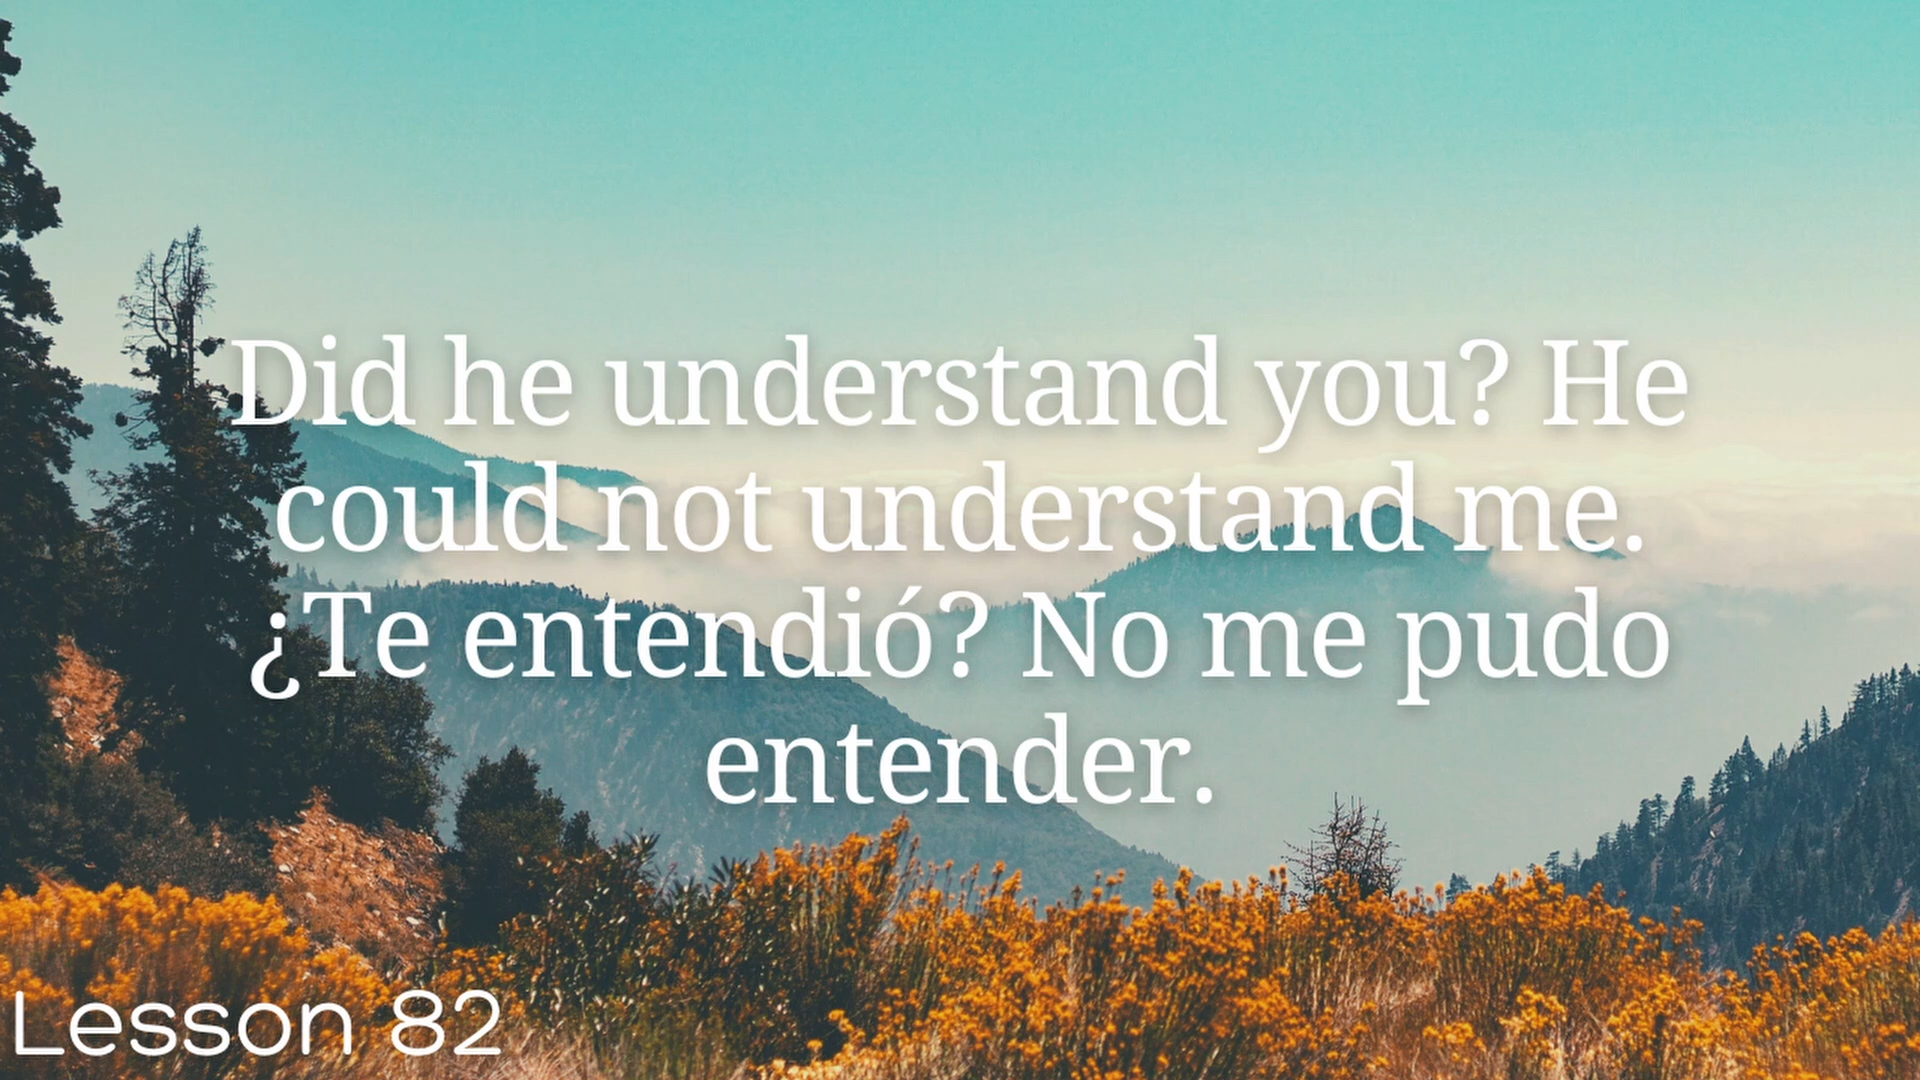 Did he understand you? He
could not understand me.
¿Te entendió? No me pudo
entender.
Lesson 82